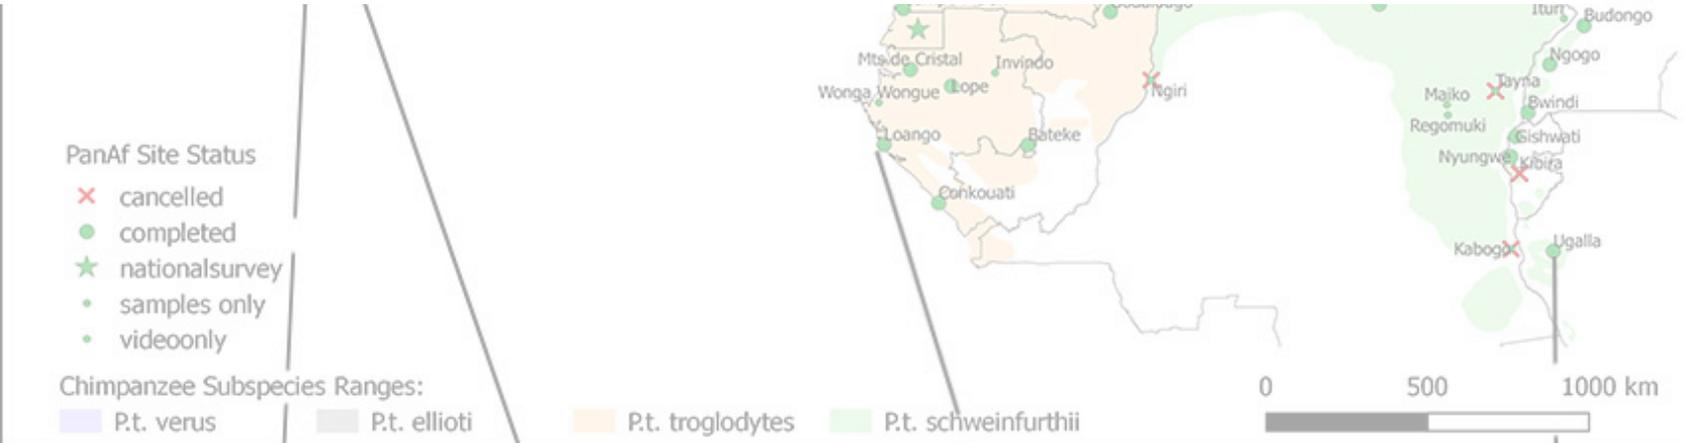 Ituri
Budongo
Ngogo
Mts de Cristal
Invindo
Tayna
Wonga Wongue
Lope
Ngiri
Maiko
Bwindi
Regomuki
Loango
Bateke
Gishwati
Nyungwe
Kibira
Conkouati
Kabogo
Ugalla
PanAf Site Status
cancelled
completed
nationalsurvey
samples only
videoonly
Chimpanzee Subspecies Ranges:
P.t. verus
P.t. ellioti
P.t. troglodytes
P.t. schweinfurthii
0 500 1000 km